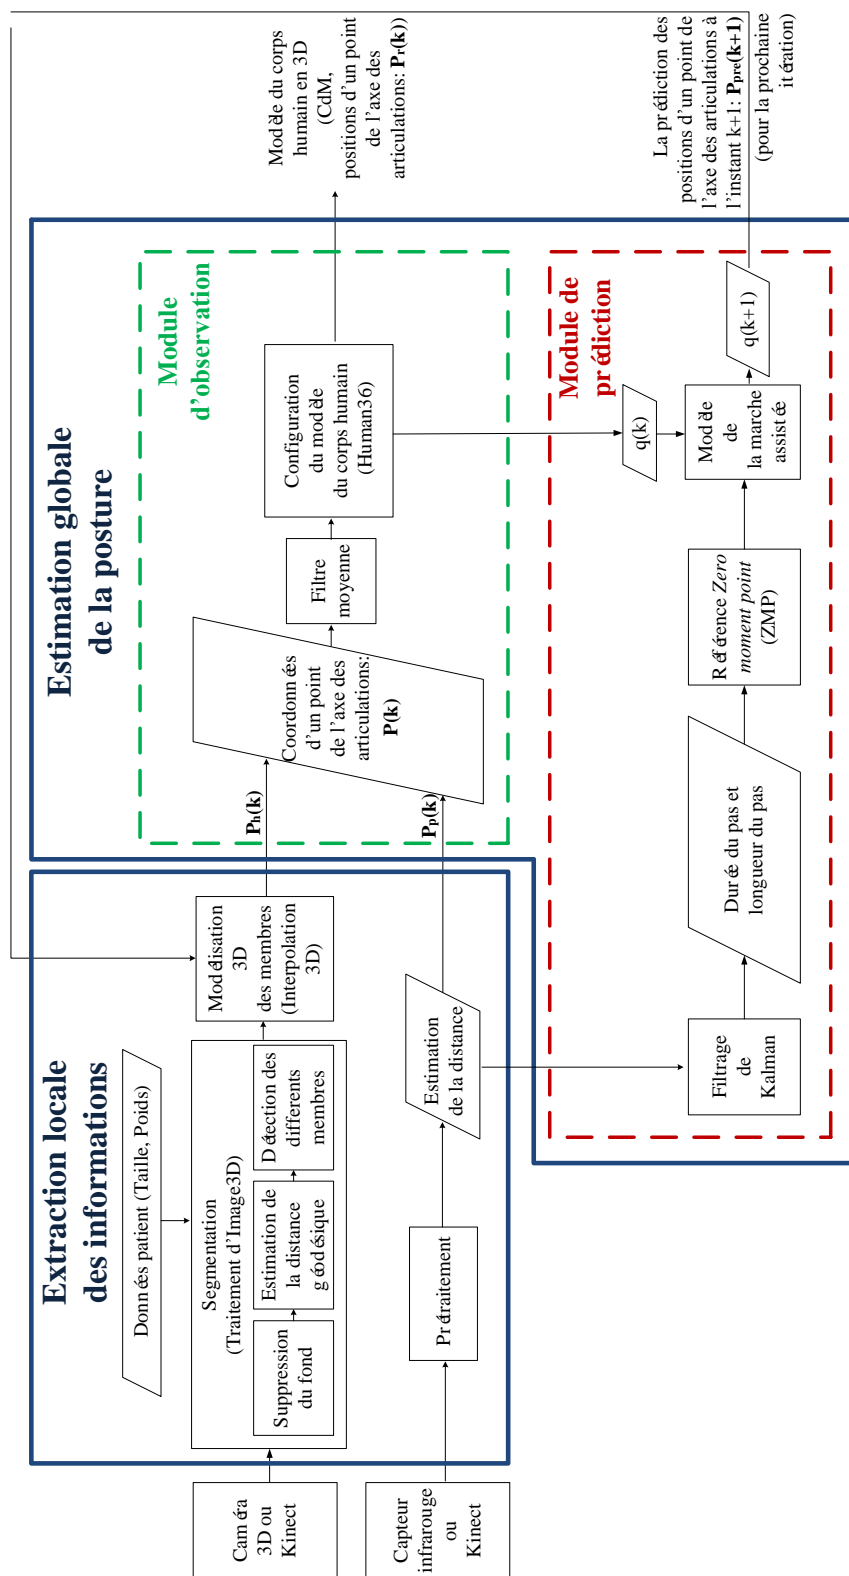 Caméra
3D ou
Kinect
Capteur
infrarouge
ou
Kinect
Extraction locale
des informations
Données patient (Taille, Poids)
Segmentation
(Traitement d'Image3D)
Suppression
du fond
Estimation de
la distance
géodésique
Détection des
differents
membres
Modélisation
3D
des membres
(Interpolation
3D)
Prétraitement
Estimation
de la distance
Ph(k)
Pp(k)
Estimation globale
de la posture
Module
d'observation
Coordonnées
d'un point
de l'axe des
articulations:
P(k)
Filtre
moyenne
Configuration
du modèle
du corps humain
(Human36)
Modèle du corps
humain en 3D
(CdM,
positions d'un point
de l'axe des
articulations: Pr(k))
Module de
prédiction
Filtrage
de
Kalman
Durée du pas et
longueur du pas
Référence Zero
moment point
(ZMP)
q(k)
Modèle
de
la marche
assistée
q(k+1)
La prédiction des
positions d'un point de
l'axe des articulations à
l'instant k+1: Ppre(k+1)
(pour la prochaine
itération)